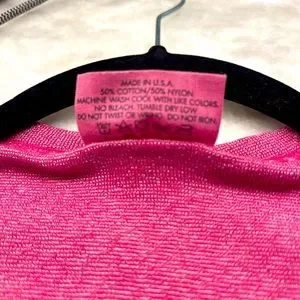 MADE IN U.S.A.
50% COTTON/50% NYLON
MACHINE WASH COOL WITH LIKE COLORS.
NO BLEACH. TUMBLE DRY LOW.
DO NOT TWIST OR WRING. DO NOT IRON.